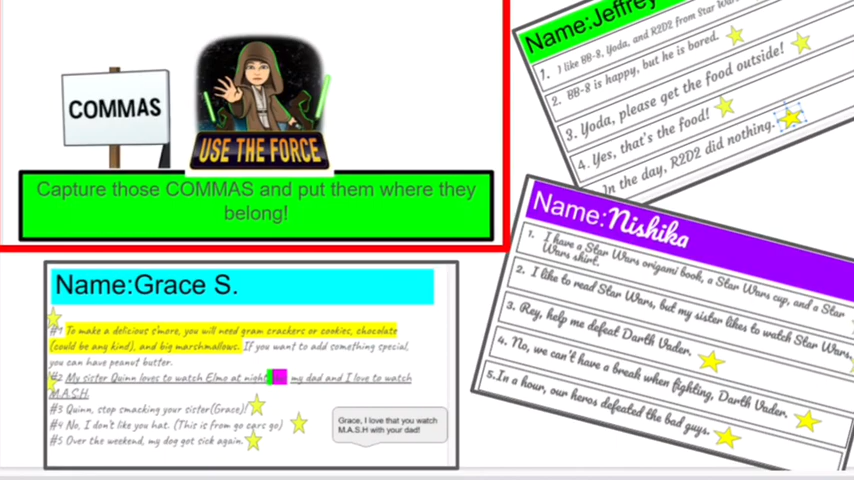 COMMAS
USE THE FORCE
Capture those COMMAS and put them where they
belong!
Name:Grace S.
#1 To make a delicious s'more, you will need gram crackers or cookies, chocolate
(could be any kind), and big marshmallows. If you want to add something special,
you can have peanut butter.
#2 My sister Quinn loves to watch Elmo at night my dad and I love to watch
M.A.S.H.
#3 Quinn, stop smacking your sister(Grace)!
#4 No, I don't like you hat. (This is from go cars go)
#5 Over the weekend, my dog got sick again.
Grace, I love that you watch
M.A.S.H with your dad!
Name:Jeffrey
1. I like BB-8, Yoda, and R2D2 from Star Wars
2. BB-8 is happy, but he is bored.
3. Yoda, please get the food outside!
4. Yes, that's the food!
In the day, R2D2 did nothing.
Name:Nishika
1. I have a Star Wars origami book, a Star Wars cup, and a Star
Wars shirt.
2. I like to read Star Wars, but my sister likes to watch Star Wars.
3. Rey, help me defeat Darth Vader.
4. No, we can't have a break when fighting, Darth Vader.
5.In a hour, our heros defeated the bad guys.